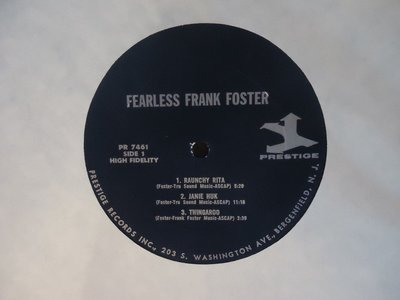 FEARLESS FRANK FOSTER
PR 7461
SIDE 1
HIGH FIDELITY
PRESTIGE
1. RAUNCHY RITA
(Foster-Tru Sound Music-ASCAP) 8:20
2. JANIE HUK
(Foster-Tru Sound Music-ASCAP) 11:18
3. THINGAROO
(Foster-Frank Foster Music-ASCAP) 3:39
PRESTIGE RECORDS INC., 203 S. WASHINGTON AVE., BERGENFIELD, N. J.